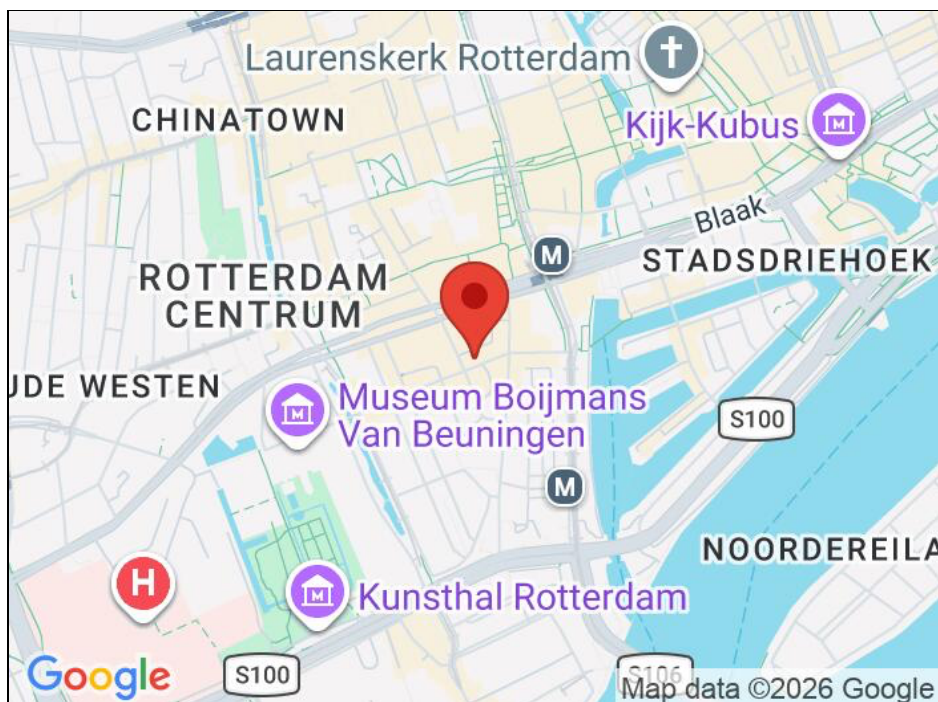 Laurenskerk Rotterdam
CHINATOWN
Kijk-Kubus
M
Blaak
M
STADSDRIEHOEK
ROTTERDAM
CENTRUM
UDE WESTEN
M
Museum Boijmans
Van Beuningen
S100
M
NOORDEREILA
H
M
Kunsthal Rotterdam
Google
S100
S106
Map data ©2026 Google